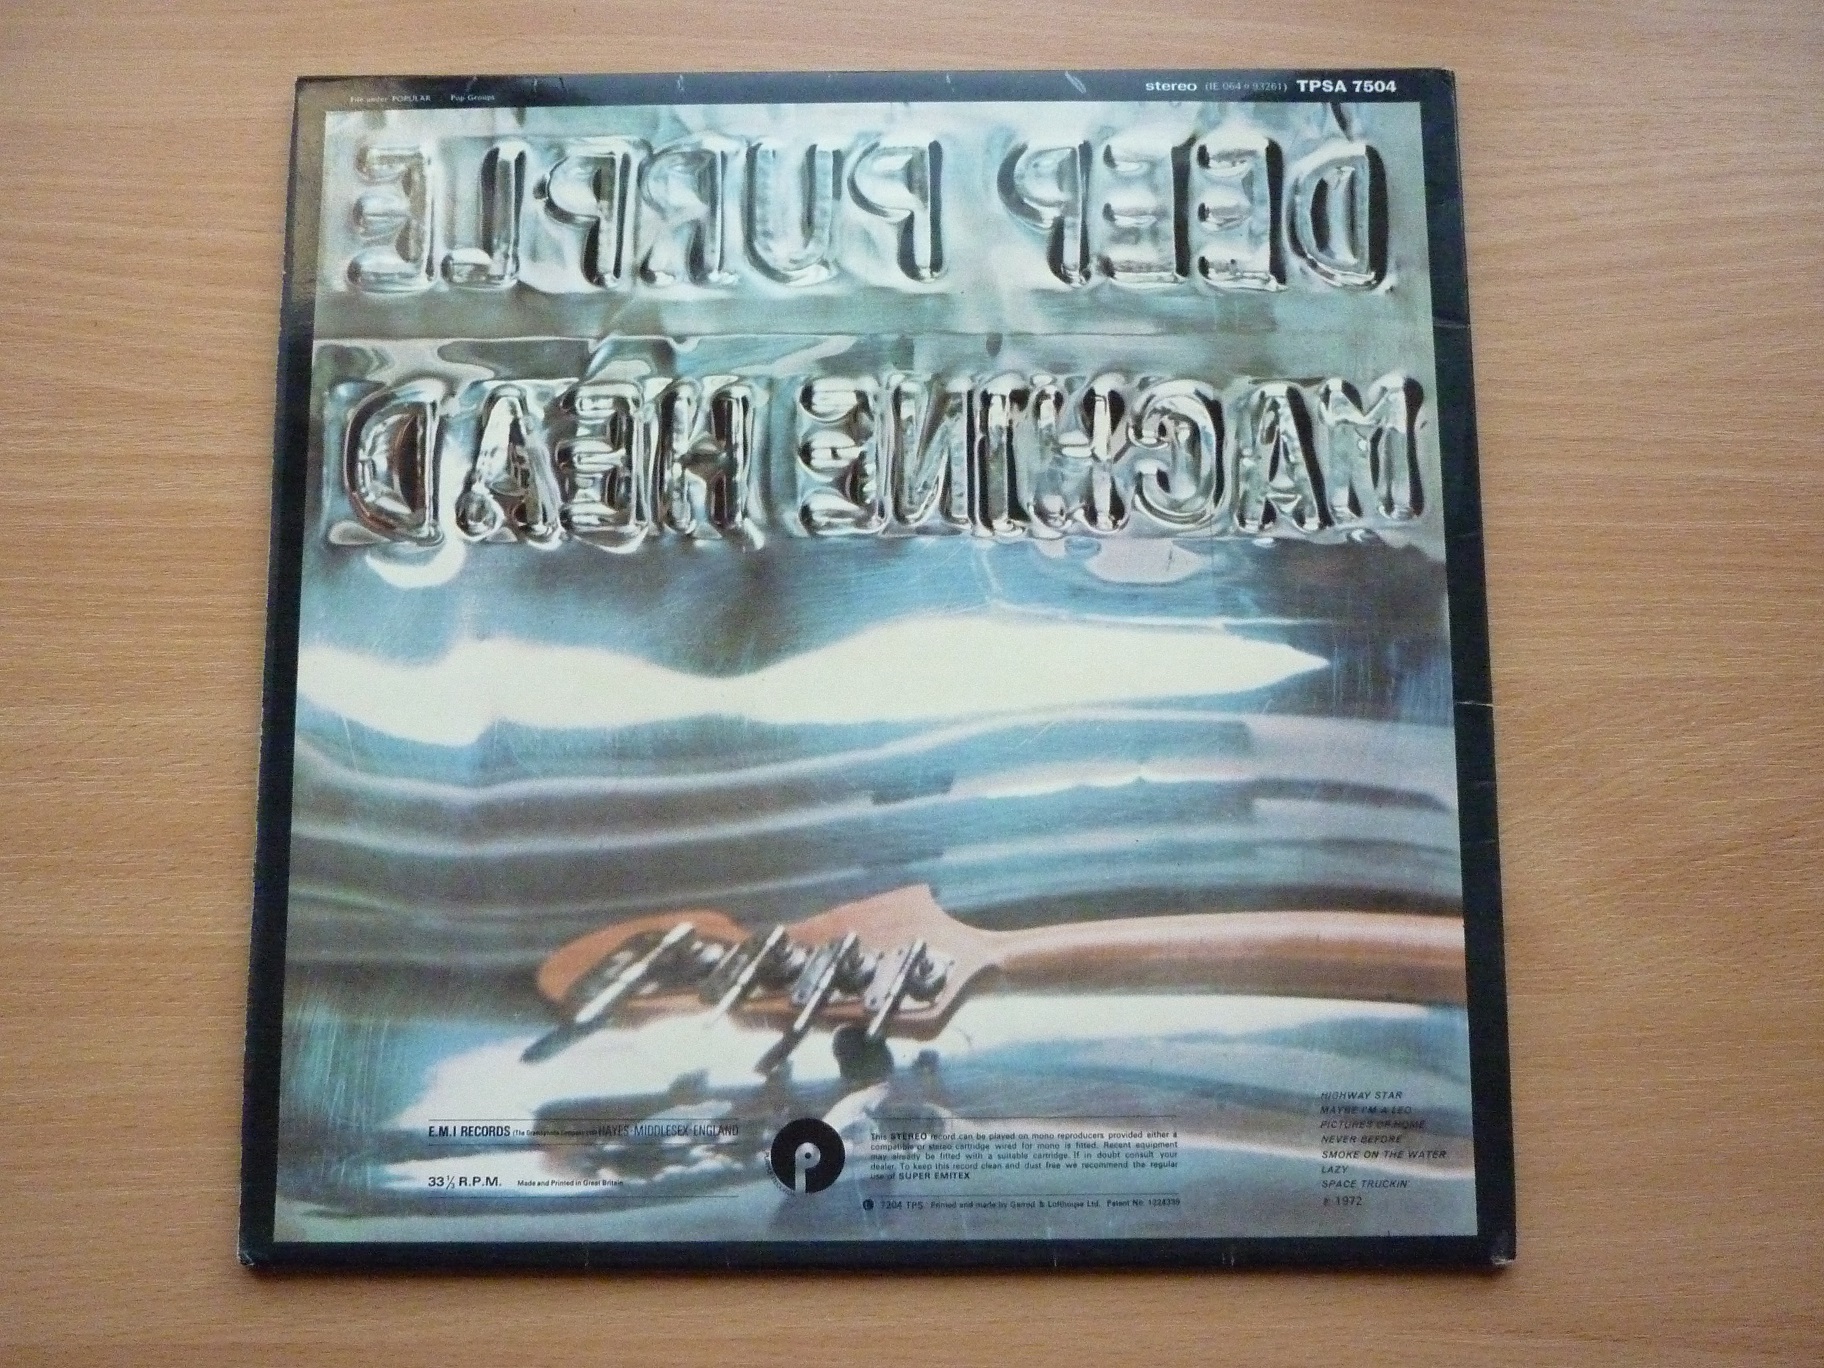 File under POPULAR Pop Groups
stereo (IE 064 o 93261) TPSA 7504
DEEP PURPLE
MACHINE HEAD
E.M.I RECORDS (The Gramophone Company Ltd) HAYES·MIDDLESEX·ENGLAND
33⅓ R.P.M. Made and Printed in Great Britain
This STEREO record can be played on mono reproducers provided either a
compatible or stereo cartridge wired for mono is fitted. Recent equipment
may already be fitted with a suitable cartridge. If in doubt consult your
dealer. To keep this record clean and dust free we recommend the regular
use of SUPER EMITEX
7204 TPS Printed and made by Garrod & Lofthouse Ltd. Patent No 1224339
HIGHWAY STAR
MAYBE I'M A LEO
PICTURES OF HOME
NEVER BEFORE
SMOKE ON THE WATER
LAZY
SPACE TRUCKIN'
℗ 1972